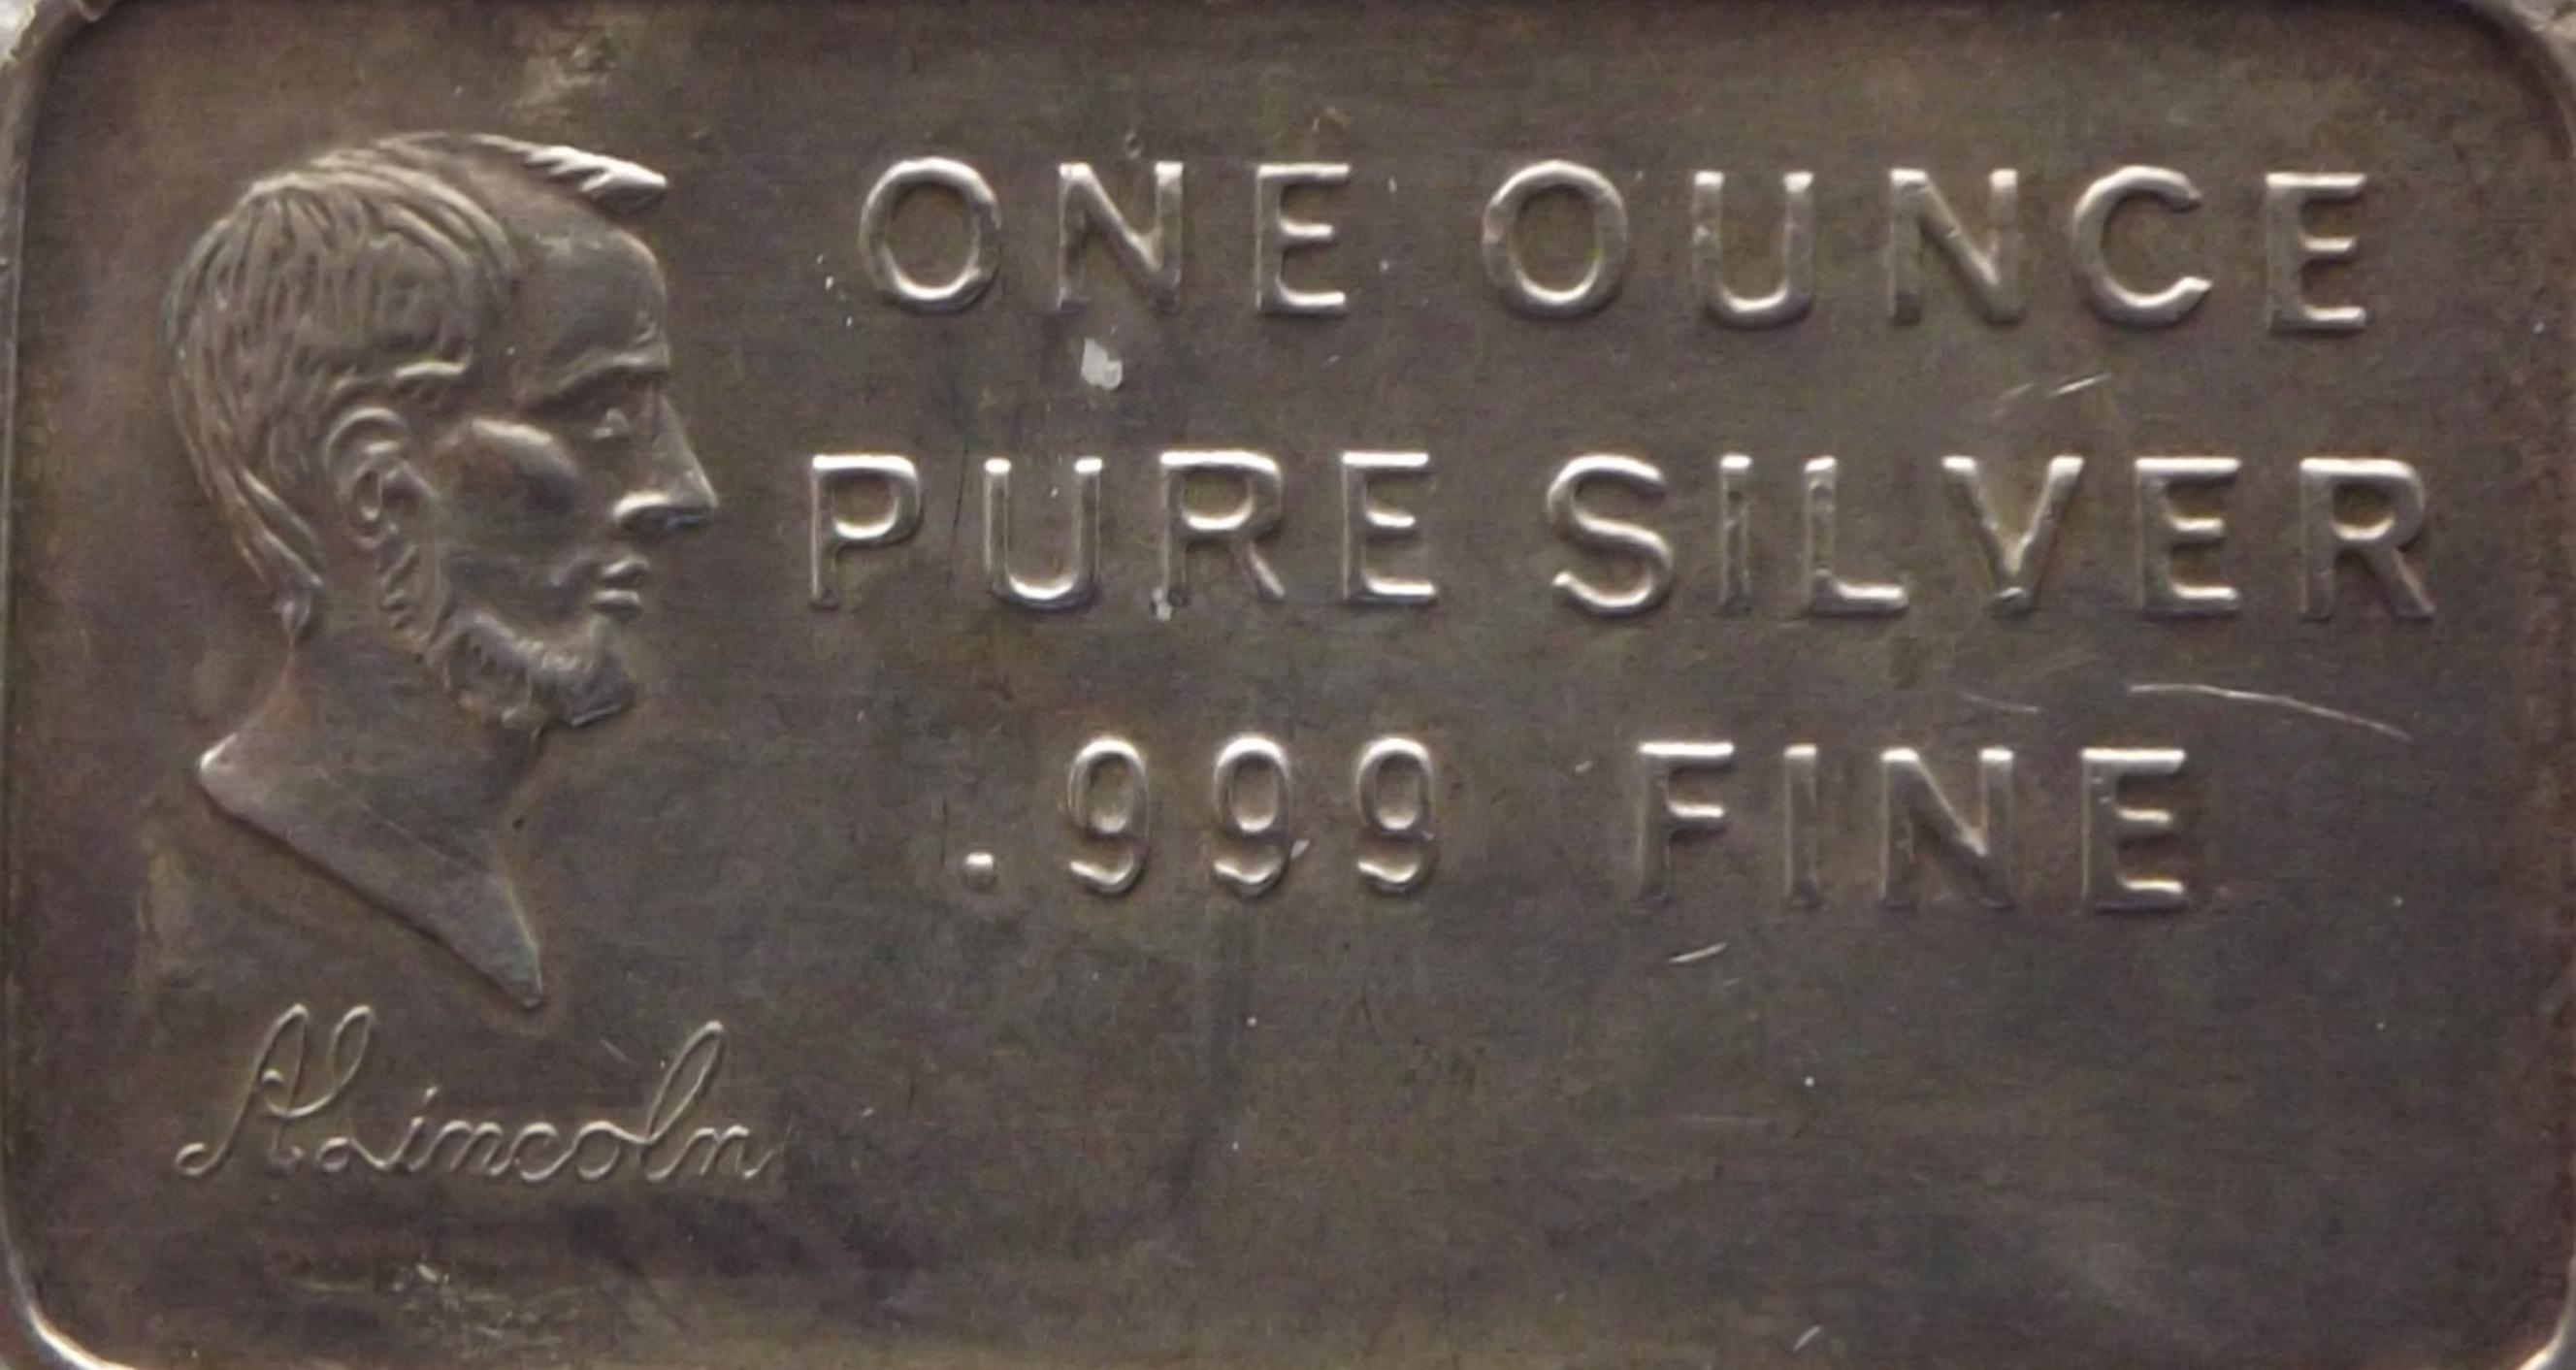 ONE OUNCE
PURE SILVER
.999 FINE
A Lincoln